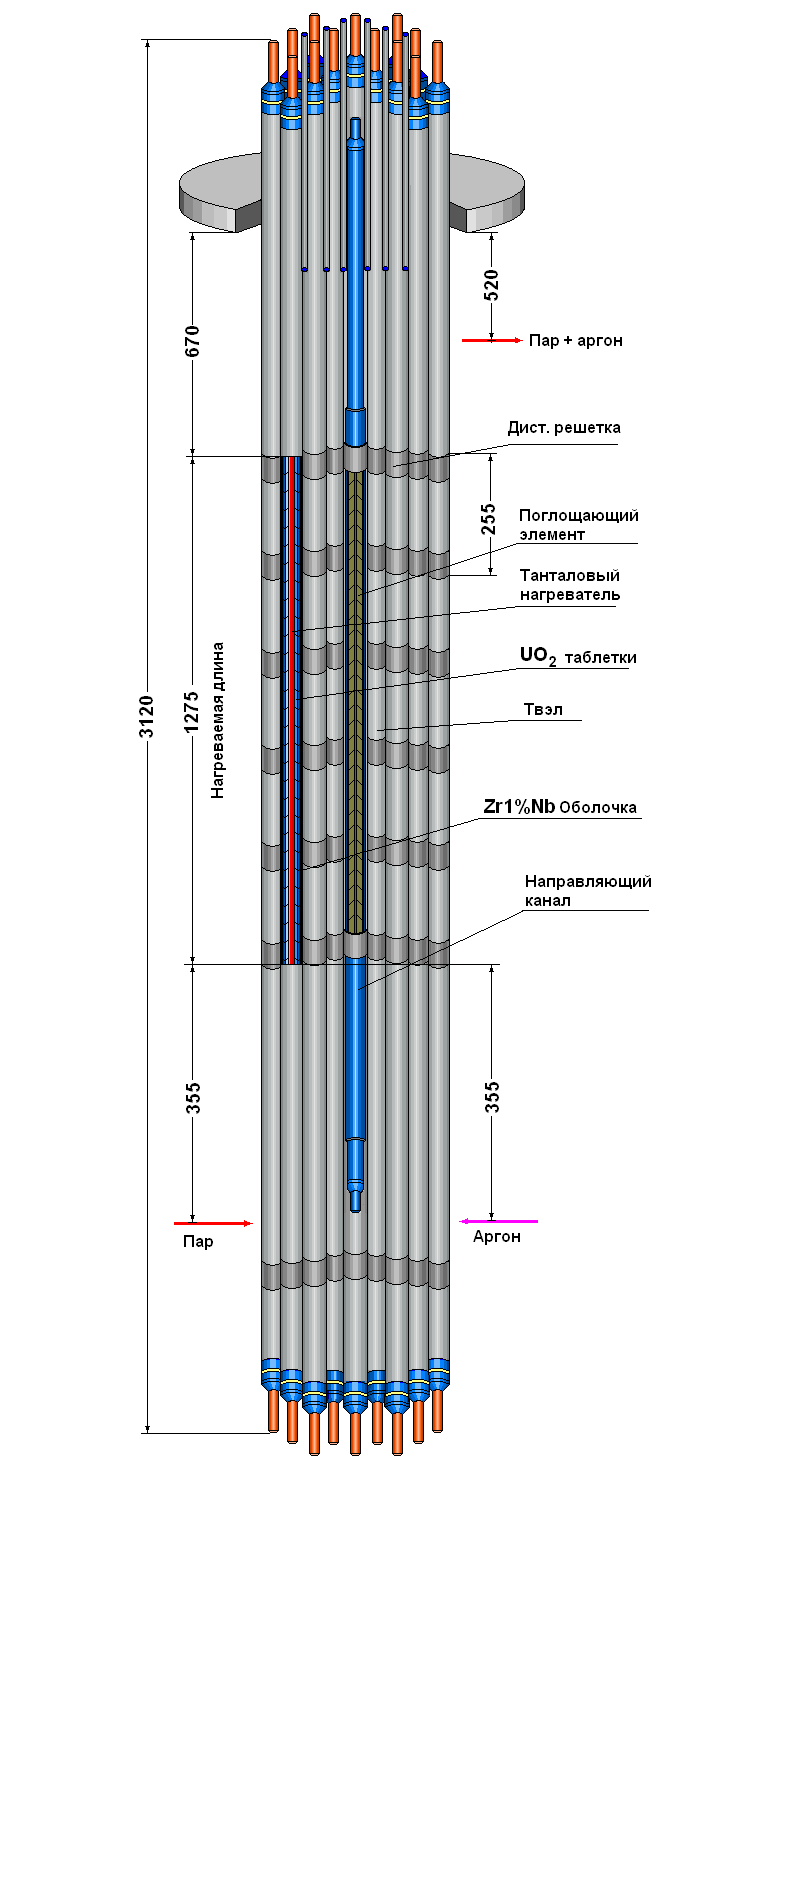 670
520
Пар + аргон
Дист. решетка
255
Поглощающий
элемент
Танталовый
нагреватель
UO2 таблетки
3120
1275
Нагреваемая длина
Твэл
Zr1%Nb Оболочка
Направляющий
канал
355
355
Пар
Аргон